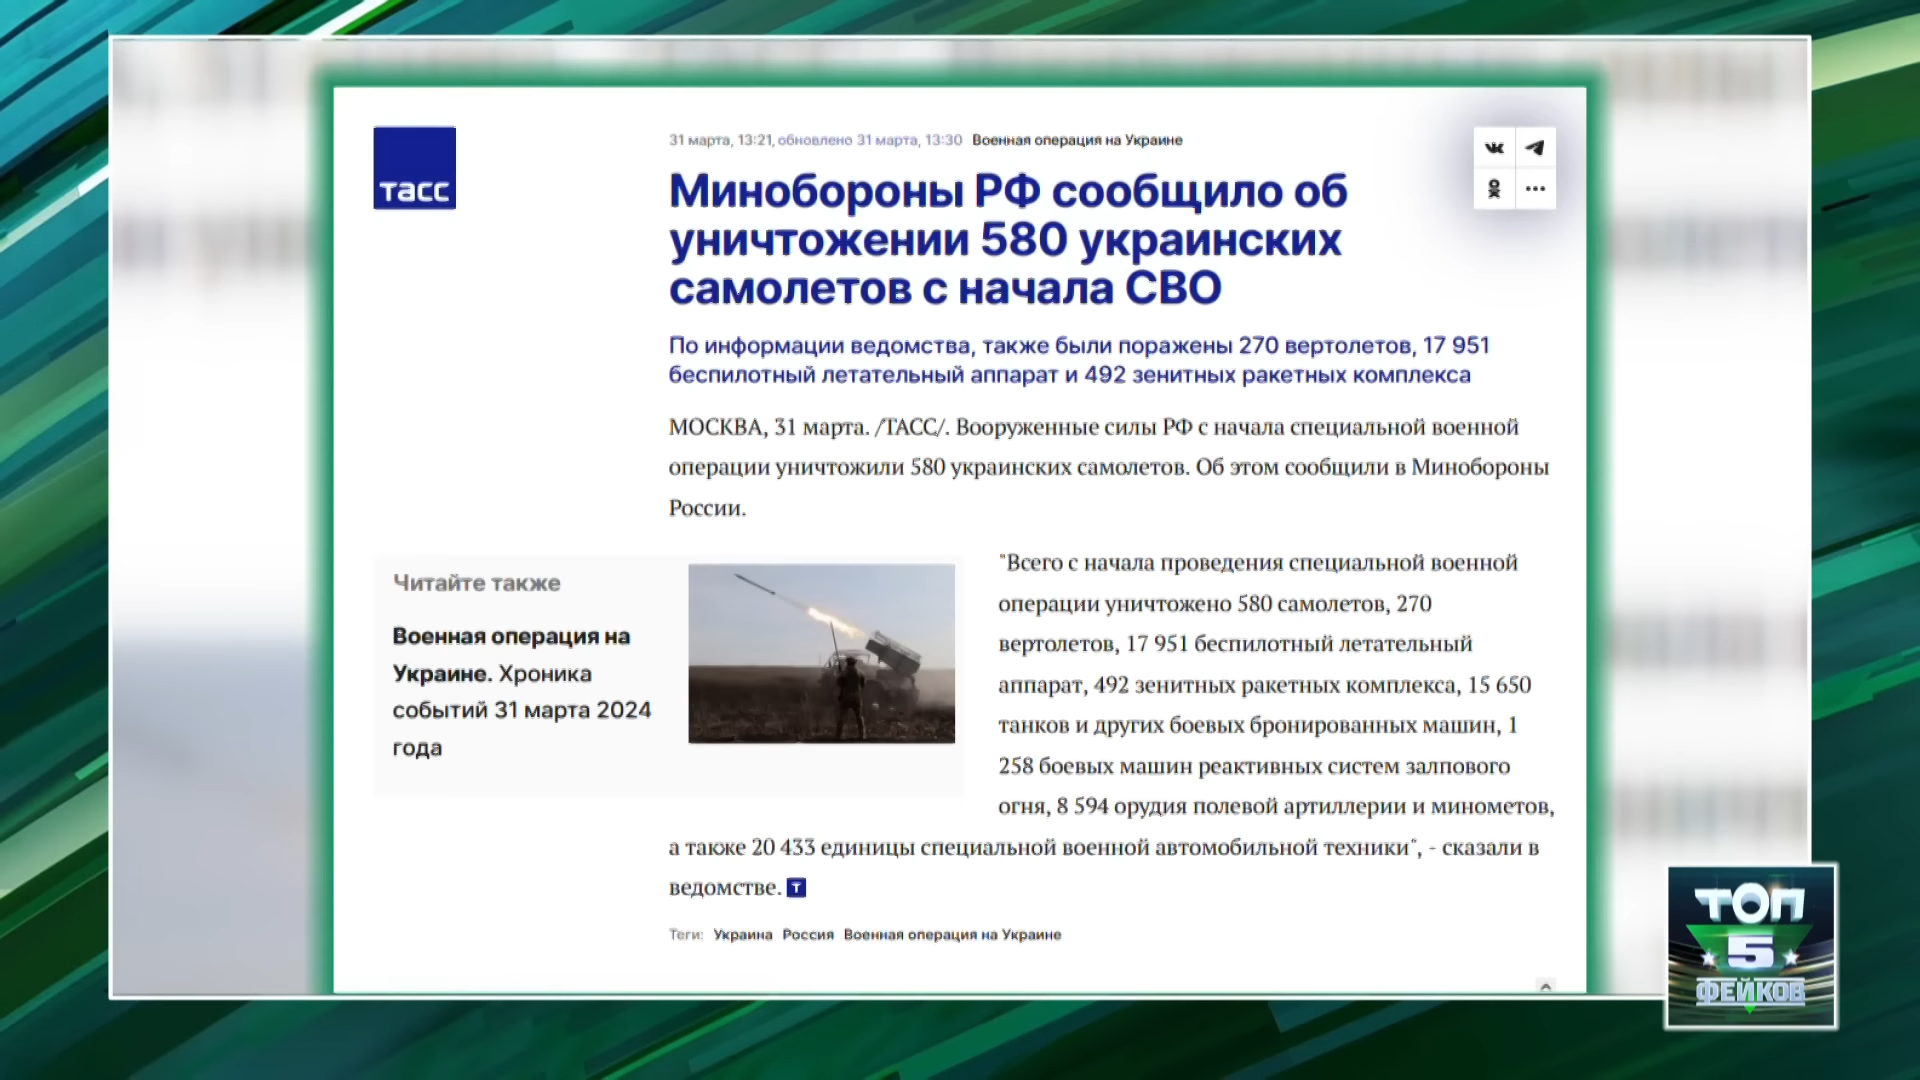 тасс
31 марта, 13:21, обновлено 31 марта, 13:30 Военная операция на Украине
Минобороны РФ сообщило об
уничтожении 580 украинских
самолетов с начала СВО
По информации ведомства, также были поражены 270 вертолетов, 17 951
беспилотный летательный аппарат и 492 зенитных ракетных комплекса
МОСКВА, 31 марта. /ТАСС/. Вооруженные силы РФ с начала специальной военной
операции уничтожили 580 украинских самолетов. Об этом сообщили в Минобороны
России.
Читайте также
Военная операция на
Украине. Хроника
событий 31 марта 2024
года
"Всего с начала проведения специальной военной
операции уничтожено 580 самолетов, 270
вертолетов, 17 951 беспилотный летательный
аппарат, 492 зенитных ракетных комплекса, 15 650
танков и других боевых бронированных машин, 1
258 боевых машин реактивных систем залпового
огня, 8 594 орудия полевой артиллерии и минометов,
а также 20 433 единицы специальной военной автомобильной техники", - сказали в
ведомстве. Т
Теги: Украина Россия Военная операция на Украине
ТОП
5
ФЕЙКОВ